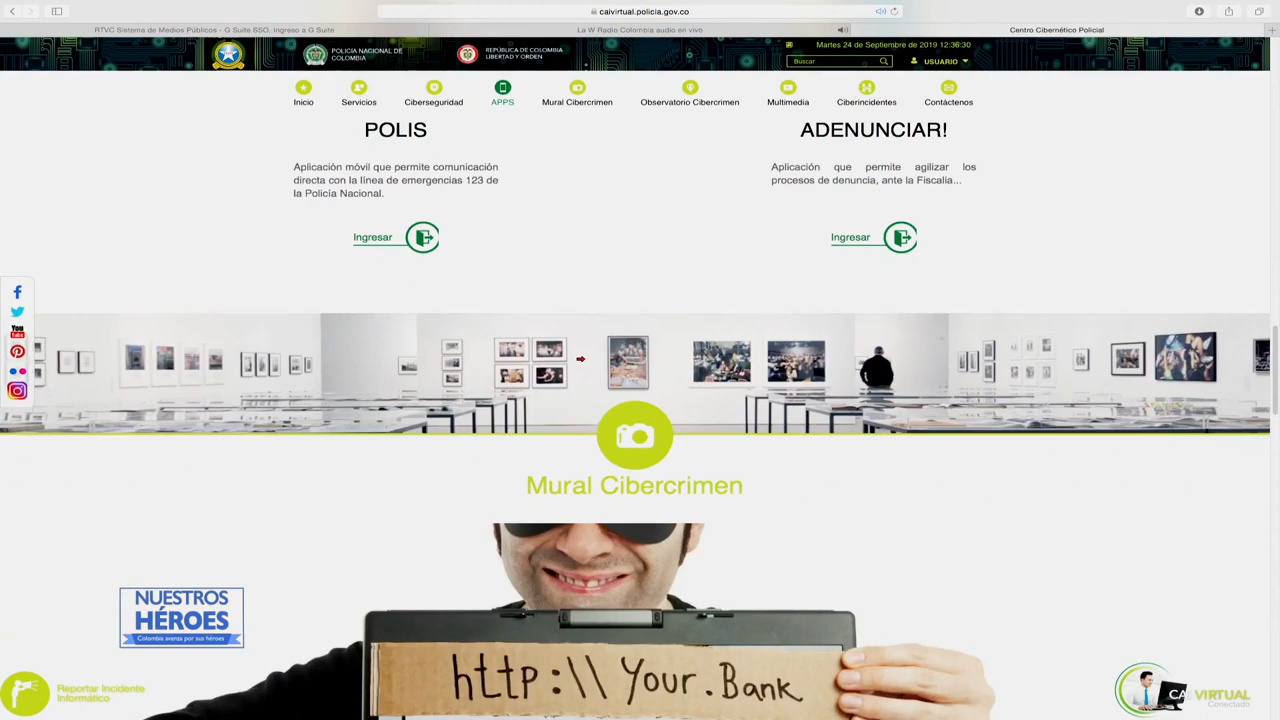 caivirtual.policia.gov.co
RTVC Sistema de Medios Públicos - G Suite SSO, Ingreso a G Suite
La W Radio Colombia audio en vivo
Centro Cibernético Policial
POLICÍA NACIONAL DE
COLOMBIA
REPÚBLICA DE COLOMBIA
LIBERTAD Y ORDEN
Martes 24 de Septiembre de 2019 12:36:30
Buscar
USUARIO
Inicio
Servicios
Ciberseguridad
APPS
Mural Cibercrimen
Observatorio Cibercrimen
Multimedia
Ciberincidentes
Contáctenos
POLIS
Aplicación móvil que permite comunicación
directa con la línea de emergencias 123 de
la Policía Nacional.
Ingresar
ADENUNCIAR!
Aplicación que permite agilizar los
procesos de denuncia, ante la Fiscalia...
Ingresar
You
Tube
Mural Cibercrimen
NUESTROS
HÉROES
Colombia avanza por sus héroes
http:\\ Your.Bank
Reportar Incidente
Informático
CAI VIRTUAL
Conectado